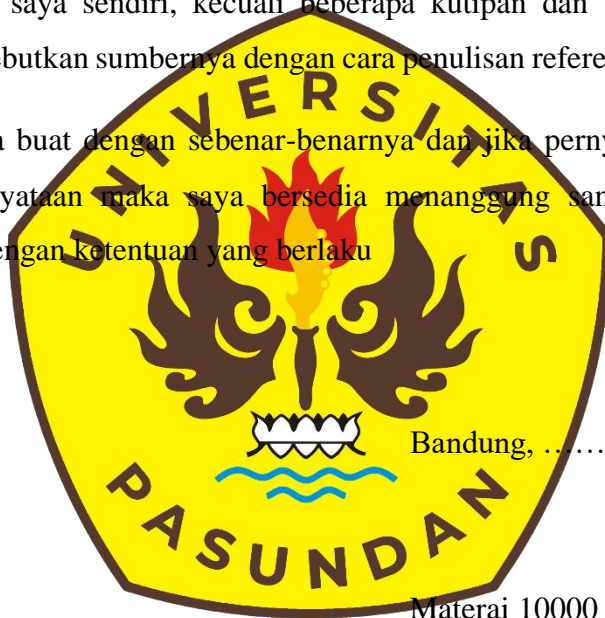 saya sendiri, kecuali beberapa kutipan dan
ebutkan sumbernya dengan cara penulisan refere
buat dengan sebenar-benarnya dan jika perny
yataan maka saya bersedia menanggung san
engan ketentuan yang berlaku
UNIVERSITAS
Bandung, ......
PASUNDAN
Materai 10000